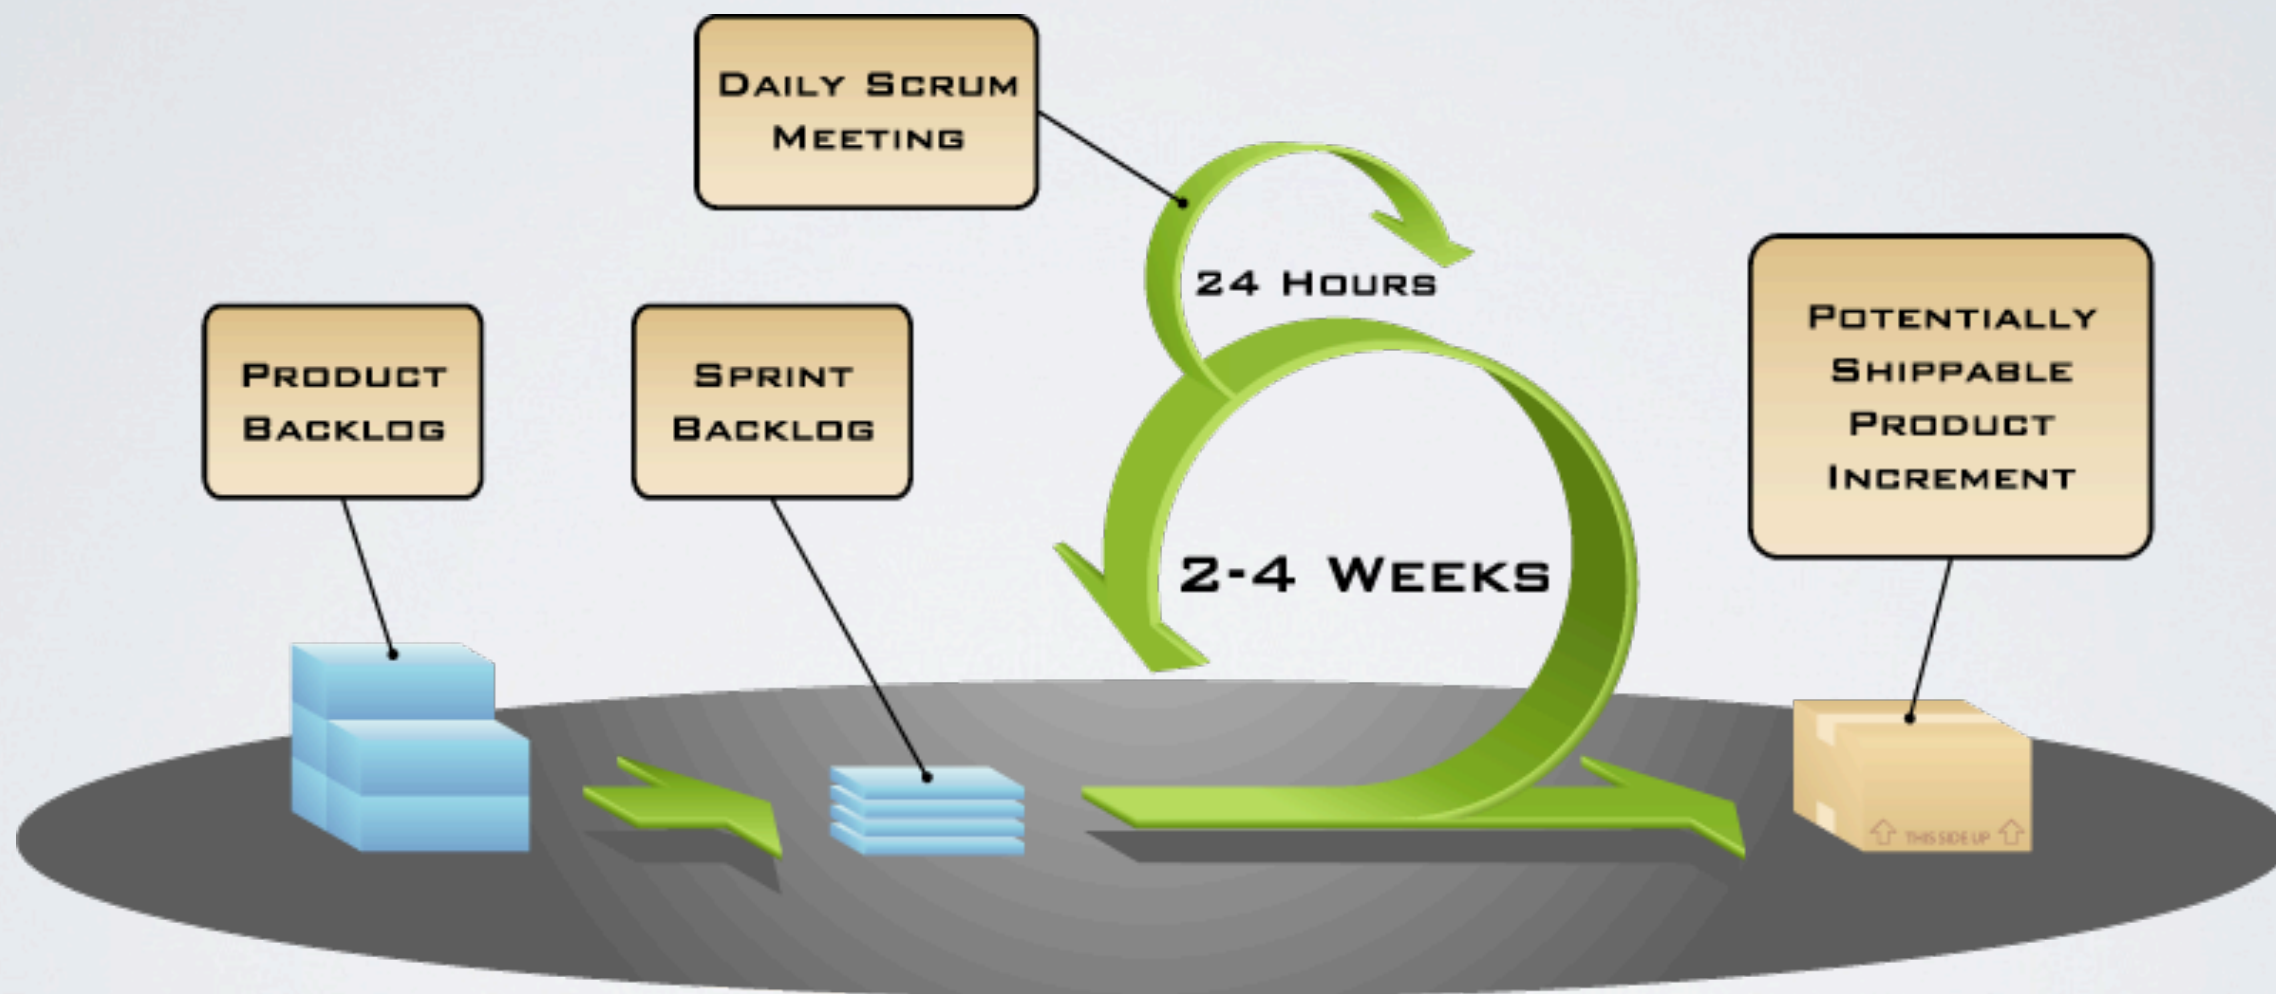 DAILY SCRUM
MEETING
24 HOURS
PRODUCT
BACKLOG
SPRINT
BACKLOG
2-4 WEEKS
POTENTIALLY
SHIPPABLE
PRODUCT
INCREMENT
THIS SIDE UP